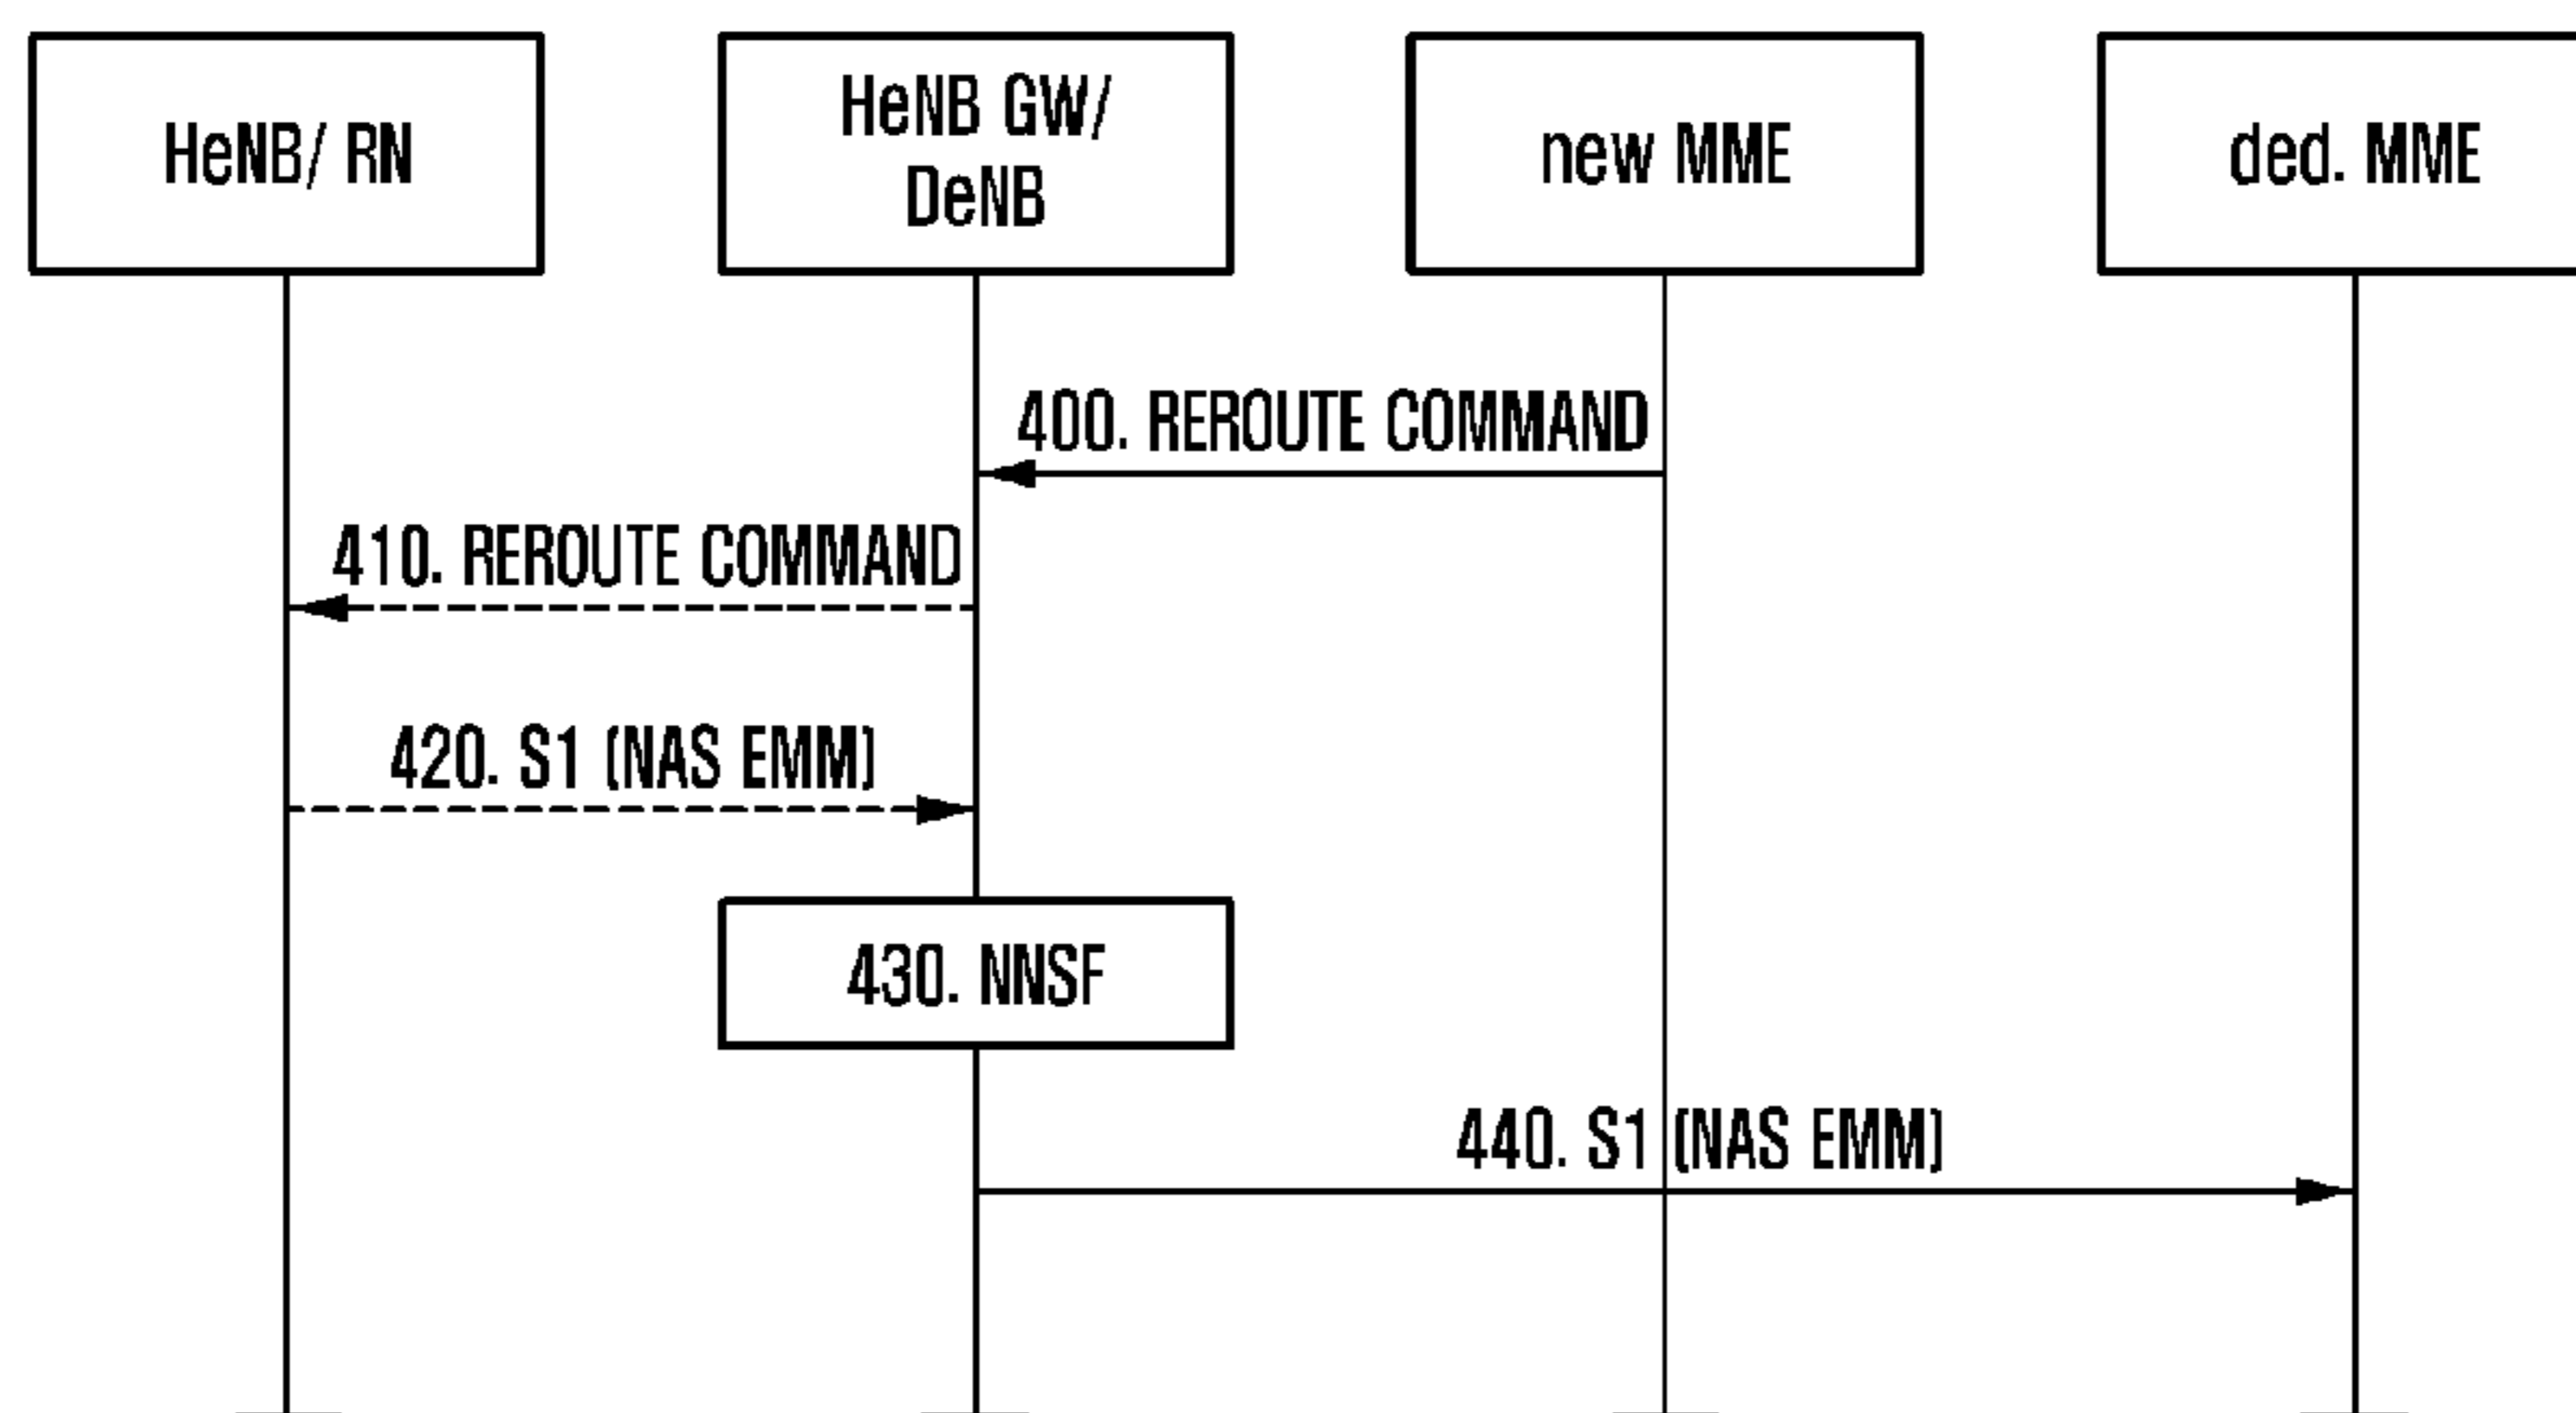 HeNB/ RN
HeNB GW/
DeNB
new MME
ded. MME
400. REROUTE COMMAND
410. REROUTE COMMAND
420. S1 (NAS EMM)
430. NNSF
440. S1 (NAS EMM)